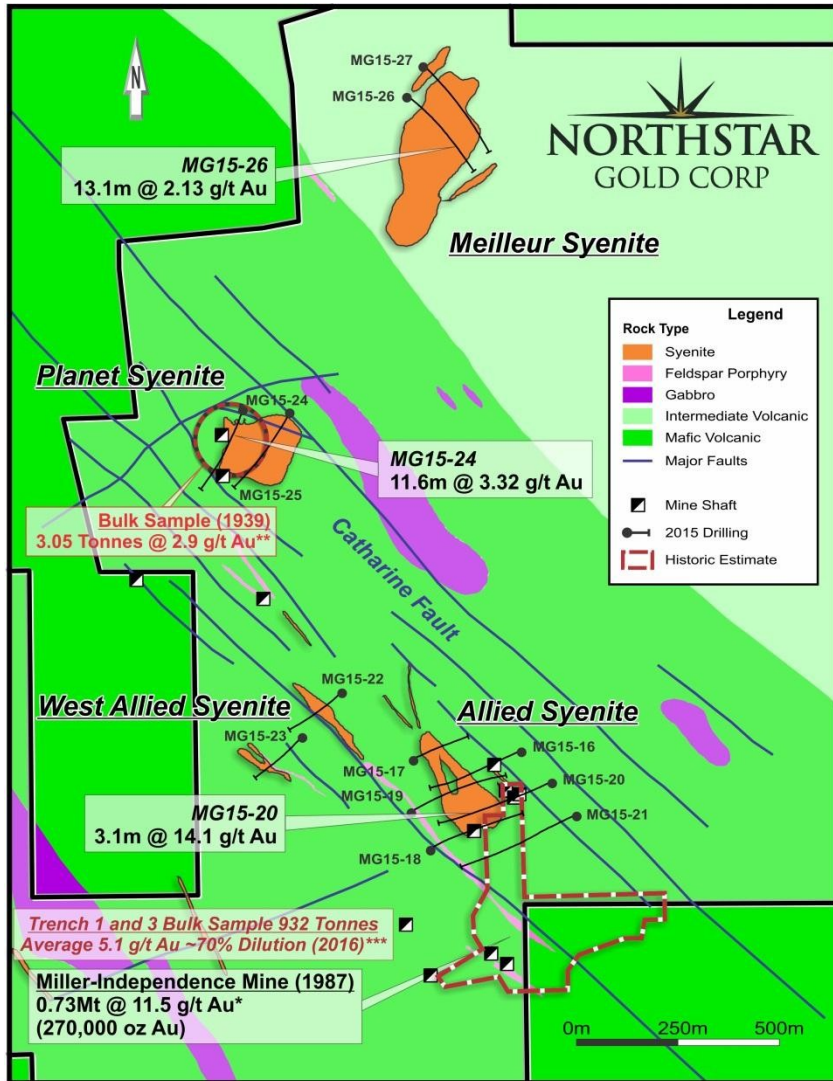 N
MG15-27
MG15-26
NORTHSTAR
GOLD CORP
MG15-26
13.1m @ 2.13 g/t Au
Meilleur Syenite
Legend
Rock Type
Syenite
Feldspar Porphyry
Gabbro
Intermediate Volcanic
Mafic Volcanic
Major Faults
Mine Shaft
2015 Drilling
Historic Estimate
Planet Syenite
MG15-24
MG15-24
11.6m @ 3.32 g/t Au
MG15-25
Bulk Sample (1939)
3.05 Tonnes @ 2.9 g/t Au**
Catharine Fault
West Allied Syenite
MG15-22
MG15-23
Allied Syenite
MG15-16
MG15-17
MG15-20
MG15-19
MG15-21
MG15-20
3.1m @ 14.1 g/t Au
MG15-18
Trench 1 and 3 Bulk Sample 932 Tonnes
Average 5.1 g/t Au ~70% Dilution (2016)***
Miller-Independence Mine (1987)
0.73Mt @ 11.5 g/t Au*
(270,000 oz Au)
0m 250m 500m